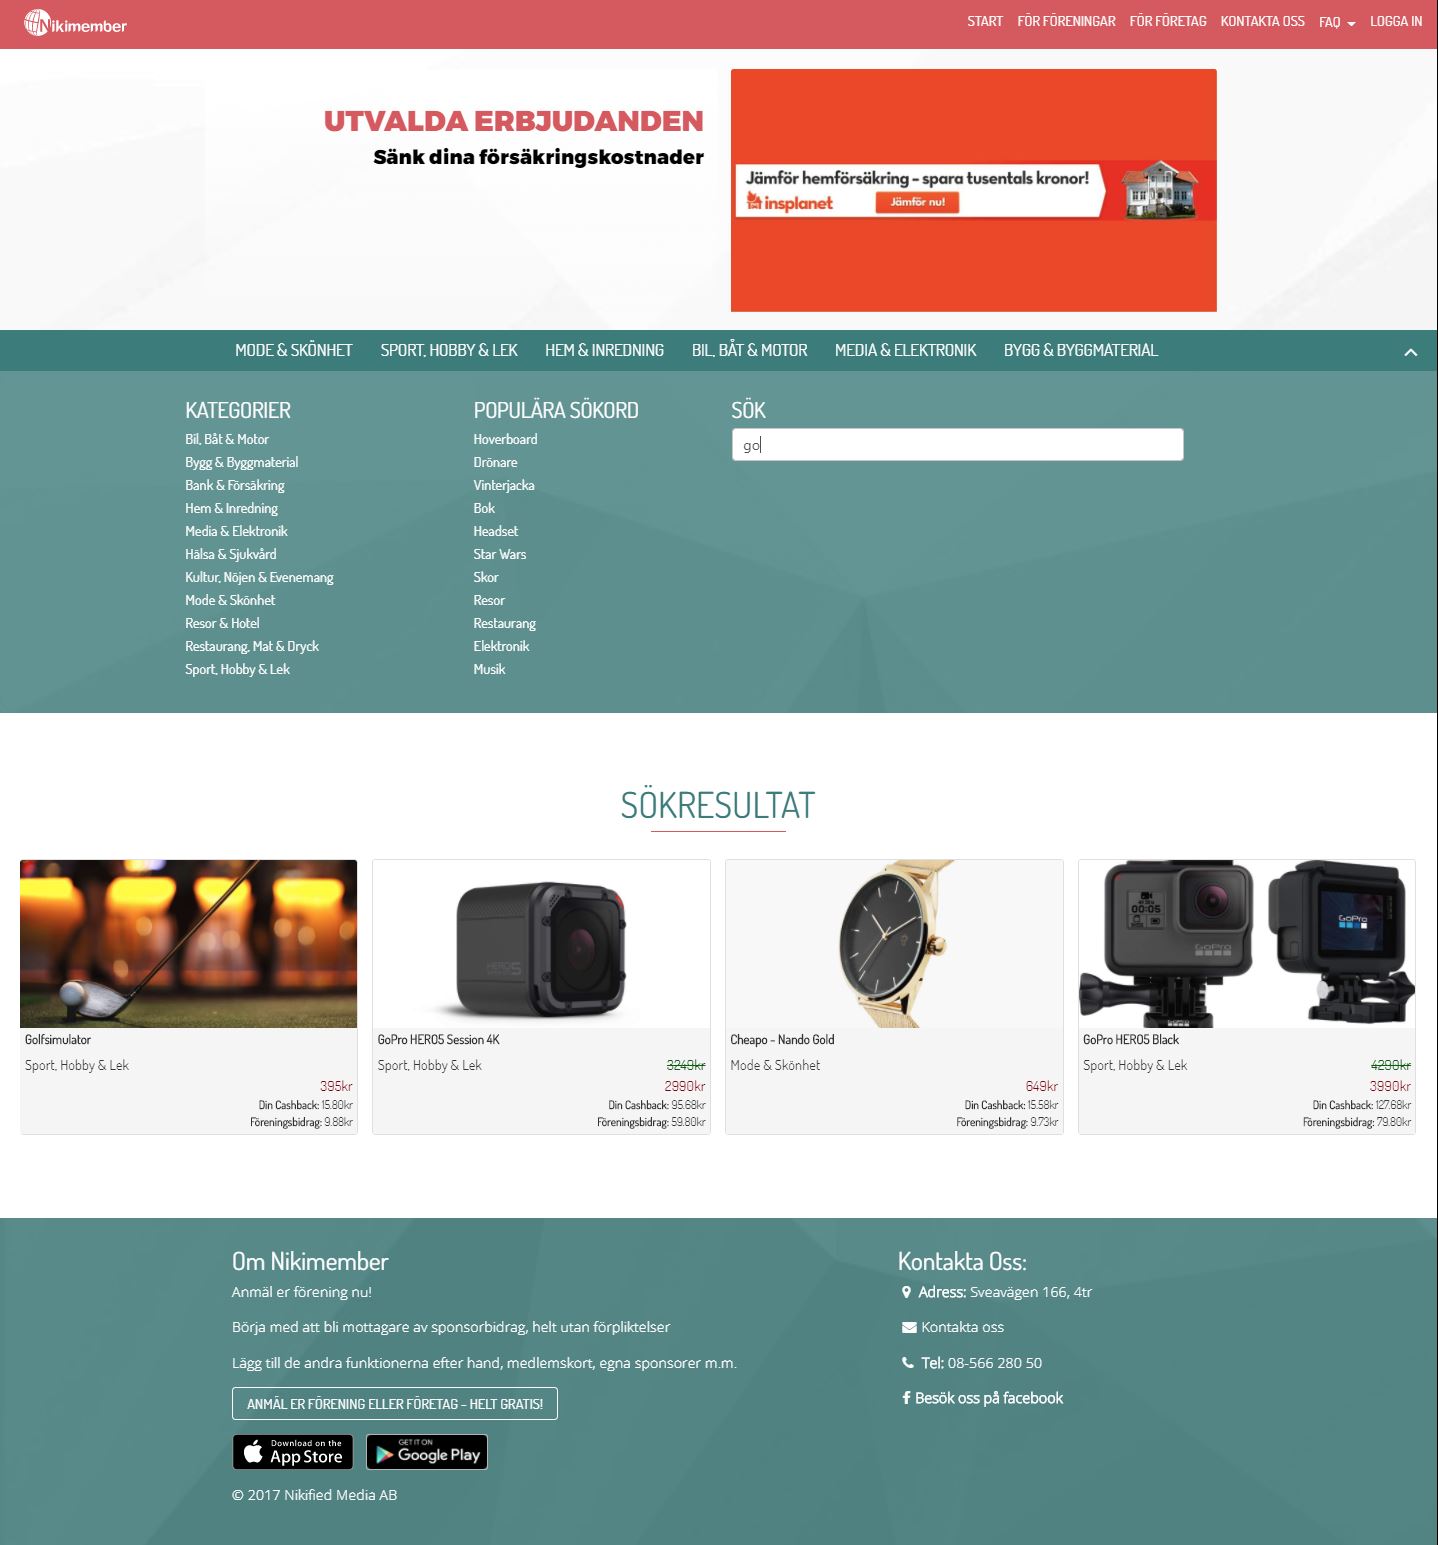 Nikimember
START FÖR FÖRENINGAR FÖR FÖRETAG KONTAKTA OSS FAQ LOGGA IN
UTVALDA ERBJUDANDEN
Sänk dina försäkringskostnader
Jämför hemförsäkring – spara tusentals kronor!
insplanet
Jämför nu!
MODE & SKÖNHET SPORT, HOBBY & LEK HEM & INREDNING BIL, BÅT & MOTOR MEDIA & ELEKTRONIK BYGG & BYGGMATERIAL
KATEGORIER
Bil, Båt & Motor
Bygg & Byggmaterial
Bank & Försäkring
Hem & Inredning
Media & Elektronik
Hälsa & Sjukvård
Kultur, Nöjen & Evenemang
Mode & Skönhet
Resor & Hotel
Restaurang, Mat & Dryck
Sport, Hobby & Lek
POPULÄRA SÖKORD
Hoverboard
Drönare
Vinterjacka
Bok
Headset
Star Wars
Skor
Resor
Restaurang
Elektronik
Musik
SÖK
go
SÖKRESULTAT
Golfsimulator
Sport, Hobby & Lek
395kr
Din Cashback: 15.80kr
Föreningsbidrag: 9.88kr
HERO5
GoPro HERO5 Session 4K
Sport, Hobby & Lek
3249kr
2990kr
Din Cashback: 95.68kr
Föreningsbidrag: 59.80kr
Cheapo - Nando Gold
Mode & Skönhet
649kr
Din Cashback: 15.58kr
Föreningsbidrag: 9.73kr
00:05
GoPro
GoPro
GoPro HERO5 Black
Sport, Hobby & Lek
4290kr
3990kr
Din Cashback: 127.68kr
Föreningsbidrag: 79.80kr
Om Nikimember
Anmäl er förening nu!
Börja med att bli mottagare av sponsorbidrag, helt utan förpliktelser
Lägg till de andra funktionerna efter hand, medlemskort, egna sponsorer m.m.
ANMÄL ER FÖRENING ELLER FÖRETAG - HELT GRATIS!
Download on the
App Store
GET IT ON
Google Play
© 2017 Nikified Media AB
Kontakta Oss:
Adress: Sveavägen 166, 4tr
Kontakta oss
Tel: 08-566 280 50
Besök oss på facebook